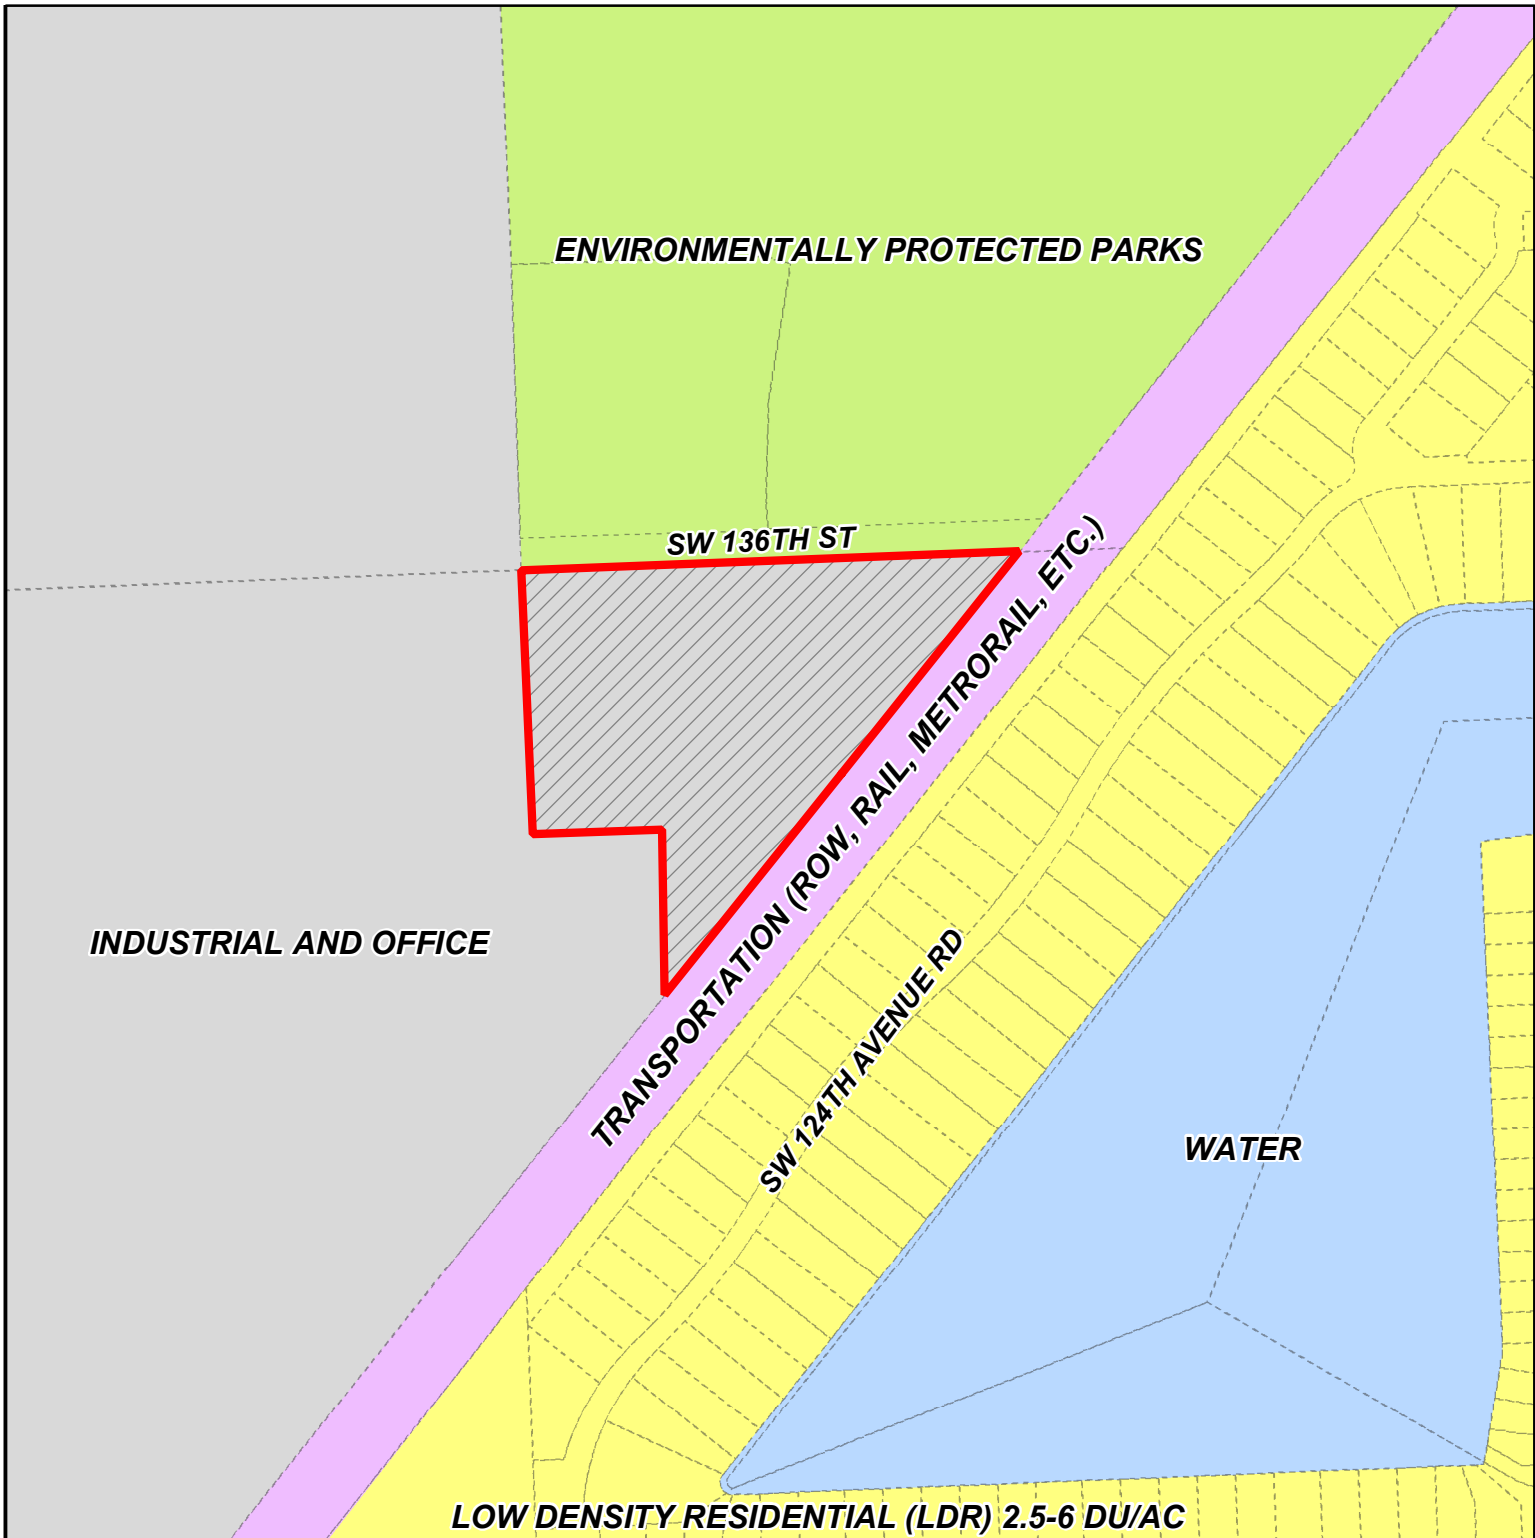 ENVIRONMENTALLY PROTECTED PARKS
SW 136TH ST
TRANSPORTATION (ROW, RAIL, METRORAIL, ETC.)
INDUSTRIAL AND OFFICE
SW 124TH AVENUE RD
WATER
LOW DENSITY RESIDENTIAL (LDR) 2.5-6 DU/AC